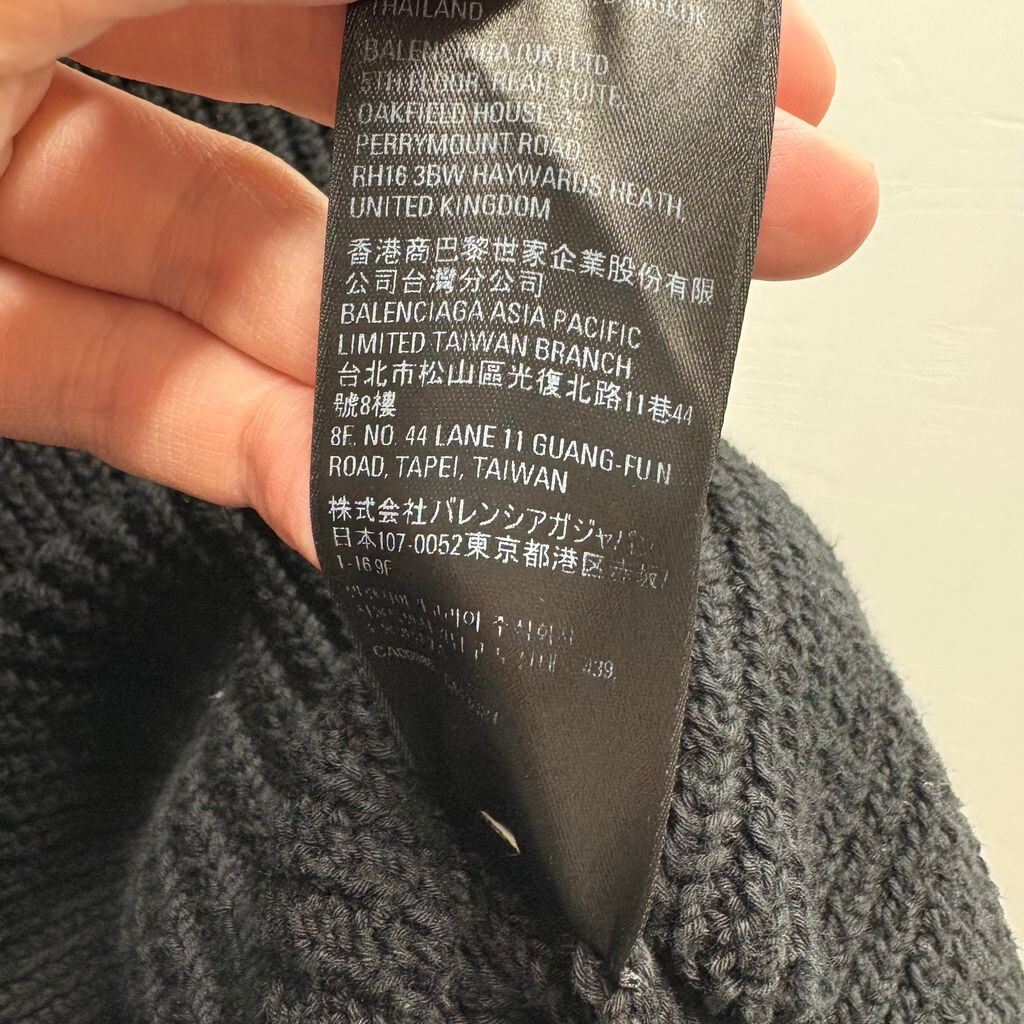 THAILAND BANGKOK
BALENCIAGA (UK) LTD
5TH FLOOR, REAR SUITE,
OAKFIELD HOUSE, 35
PERRYMOUNT ROAD
RH16 3BW HAYWARDS HEATH,
UNITED KINGDOM
香港商巴黎世家企業股份有限
公司台灣分公司
BALENCIAGA ASIA PACIFIC
LIMITED TAIWAN BRANCH
台北市松山區光復北路11巷44
號8樓
8F. NO. 44 LANE 11 GUANG-FU N
ROAD, TAPEI, TAIWAN
株式会社バレンシアガジャパン
日本107-0052東京都港区赤坂
1-16 9F